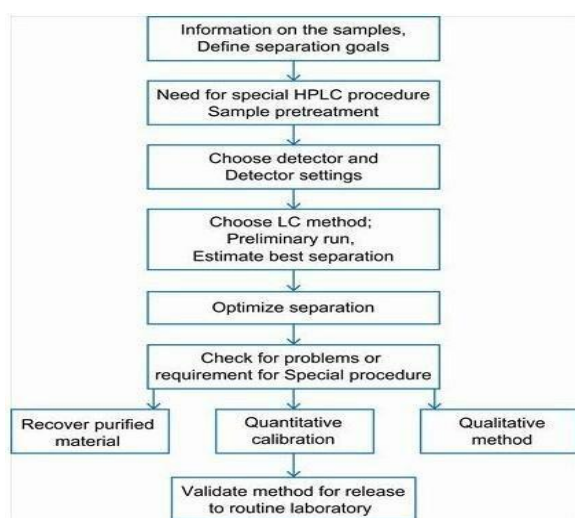 Information on the samples,
Define separation goals
Need for special HPLC procedure
Sample pretreatment
Choose detector and
Detector settings
Choose LC method;
Preliminary run,
Estimate best separation
Optimize separation
Check for problems or
requirement for Special procedure
Recover purified
material
Quantitative
calibration
Qualitative
method
Validate method for release
to routine laboratory